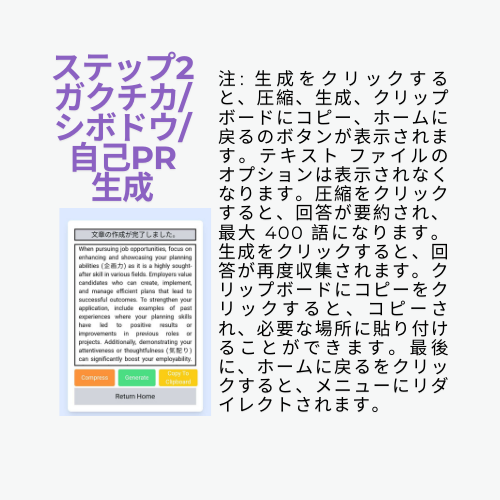 ステップ2
ガクチカ/
シボドウ/
自己PR
生成
注: 生成をクリックする
と、圧縮、生成、クリップ
ボードにコピー、ホームに
戻るのボタンが表示されま
す。テキスト ファイルの
オプションは表示されなく
なります。圧縮をクリック
すると、回答が要約され、
最大 400 語になります。
生成をクリックすると、回
答が再度収集されます。ク
リップボードにコピーをク
リックすると、コピーさ
れ、必要な場所に貼り付け
ることができます。最後
に、ホームに戻るをクリッ
クすると、メニューにリダ
イレクトされます。
文章の作成が完了しました。
When pursuing job opportunities, focus on
enhancing and showcasing your planning
abilities (企画力) as it is a highly sought-
after skill in various fields. Employers value
candidates who can create, implement,
and manage efficient plans that lead to
successful outcomes. To strengthen your
application, include examples of past
experiences where your planning skills
have led to positive results or
improvements in previous roles or
projects. Additionally, demonstrating your
attentiveness or thoughtfulness (気配り)
can significantly boost your employability.
Compress
Generate
Copy To
Clipboard
Return Home